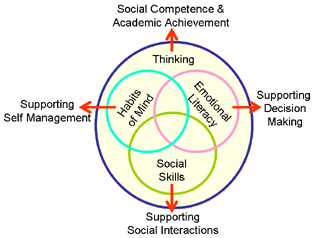 Social Competence &
Academic Achievement
Thinking
Supporting
Self Management
Habits
of Mind
Emotional
Literacy
Supporting
Decision
Making
Social
Skills
Supporting
Social Interactions